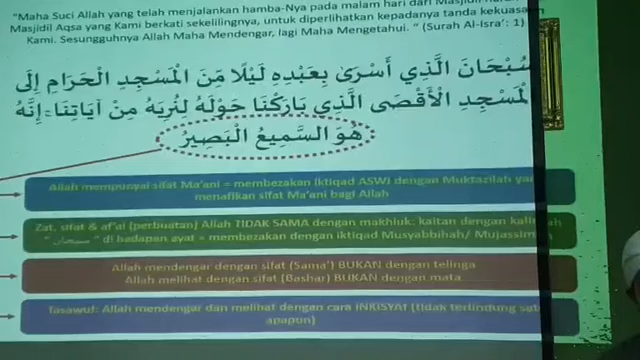 "Maha Suci Allah yang telah menjalankan hamba-Nya pada malam hari dari Masjidil
Masjidil Aqsa yang Kami berkati sekelilingnya, untuk diperlihatkan kepadanya tanda kekuasaan
Kami. Sesungguhnya Allah Maha Mendengar, lagi Maha Mengetahui. " (Surah Al-Isra': 1)
سُبْحَانَ الَّذِي أَسْرَىٰ بِعَبْدِهِ لَيْلًا مِّنَ الْمَسْجِدِ الْحَرَامِ إِلَى
الْمَسْجِدِ الْأَقْصَى الَّذِي بَارَكْنَا حَوْلَهُ لِنُرِيَهُ مِنْ آيَاتِنَا ۚ إِنَّهُ
هُوَ السَّمِيعُ الْبَصِيرُ
Allah mempunyai sifat Ma'ani = membezakan iktiqad ASWJ dengan Muktazilah yang
menafikan sifat Ma'ani bagi Allah
Zat, sifat & af'al (perbuatan) Allah TIDAK SAMA dengan makhluk: kaitan dengan kalimah
" سبحان " di hadapan ayat = membezakan dengan iktiqad Musyabbihah/ Mujassimah
Allah mendengar dengan sifat (Sama') BUKAN dengan telinga
Allah melihat dengan sifat (Bashar) BUKAN dengan mata
Tasawuf: Allah mendengar dan melihat dengan cara INKISYAF (tidak terlindung
apapun)